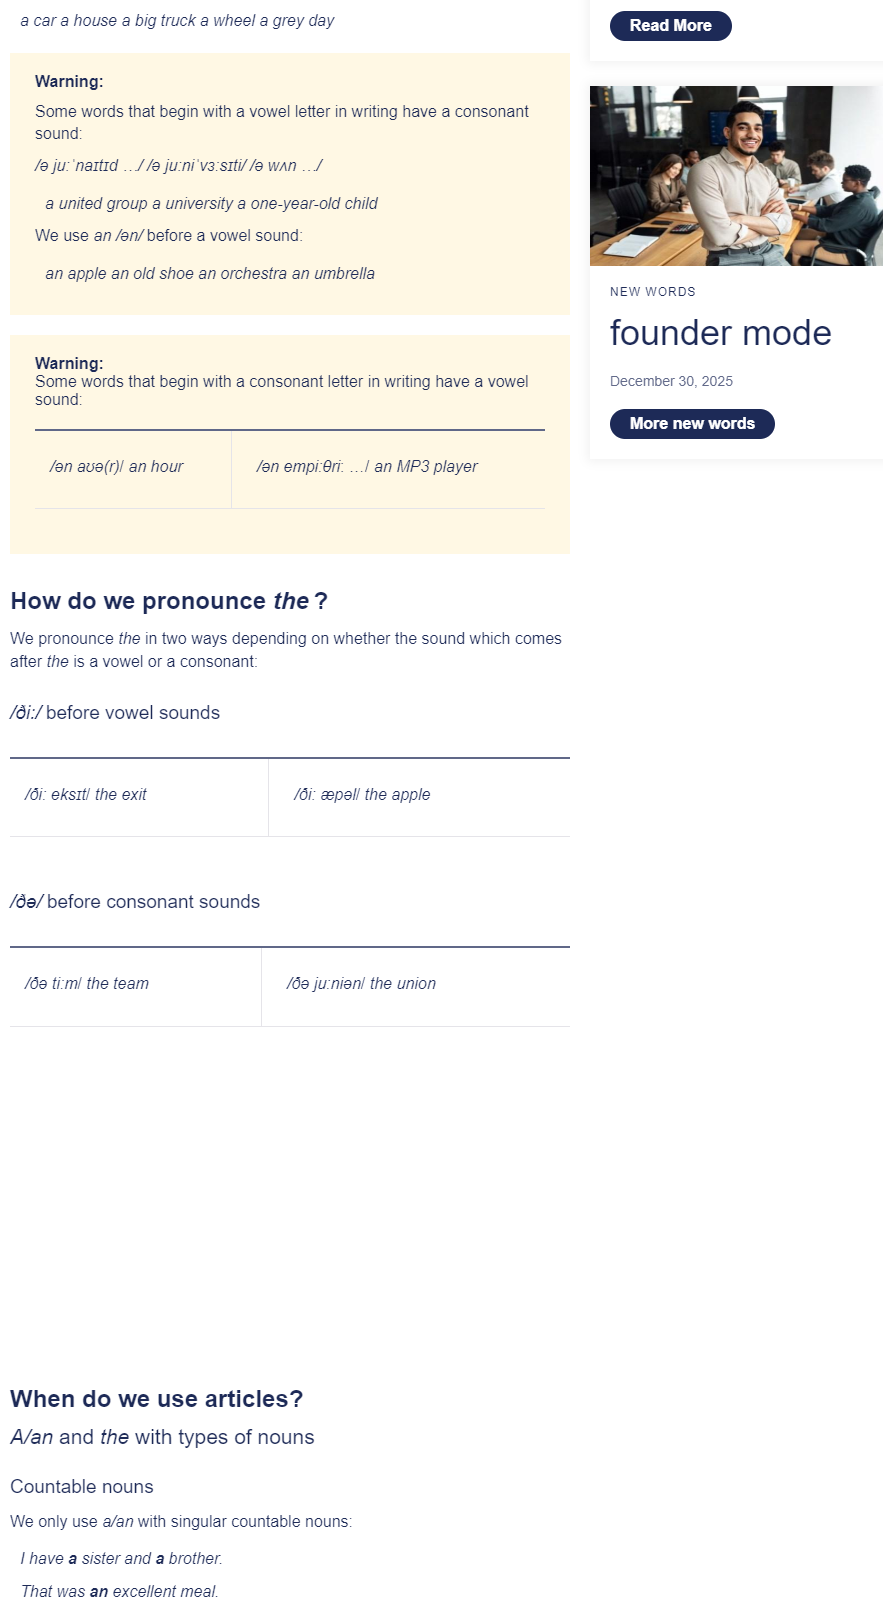 a car a house a big truck a wheel a grey day
Warning:
Some words that begin with a vowel letter in writing have a consonant
sound:
/ə juːˈnaɪtɪd …/ /ə juːniˈvɜːsɪti/ /ə wʌn …/
a united group a university a one-year-old child
We use an /ən/ before a vowel sound:
an apple an old shoe an orchestra an umbrella
Warning:
Some words that begin with a consonant letter in writing have a vowel
sound:
/ən aʊə(r)/ an hour
/ən empiːθriː …/ an MP3 player
How do we pronounce the ?
We pronounce the in two ways depending on whether the sound which comes
after the is a vowel or a consonant:
/ðiː/ before vowel sounds
/ðiː eksɪt/ the exit
/ðiː æpəl/ the apple
/ðə/ before consonant sounds
/ðə tiːm/ the team
/ðə juːniən/ the union
When do we use articles?
A/an and the with types of nouns
Countable nouns
We only use a/an with singular countable nouns:
I have a sister and a brother.
That was an excellent meal.
Read More
NEW WORDS
founder mode
December 30, 2025
More new words